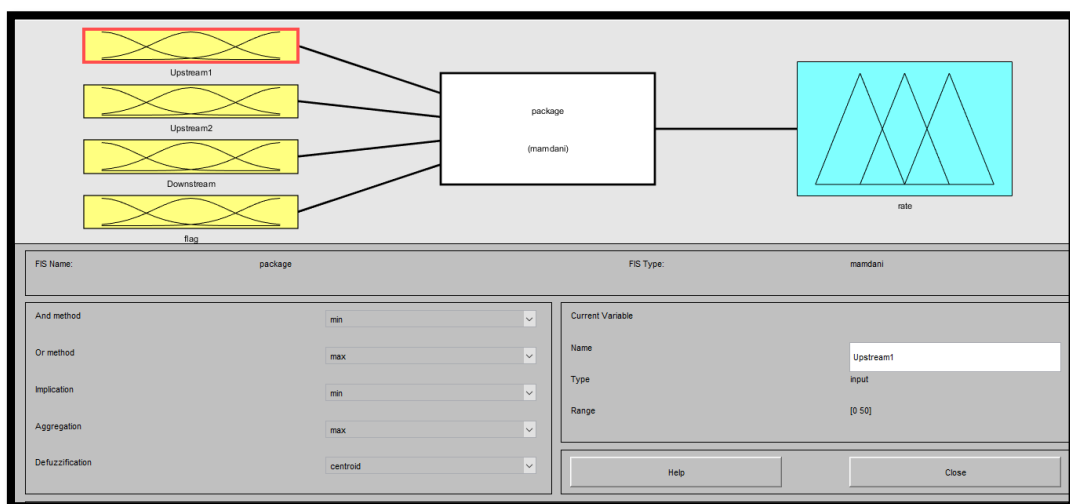 Upstream1
Upstream2
Downstream
flag
package
(mamdani)
rate
FIS Name: package FIS Type: mamdani
And method min
Or method max
Implication min
Aggregation max
Defuzzification centroid
Current Variable
Name Upstream1
Type input
Range [0 50]
Help Close